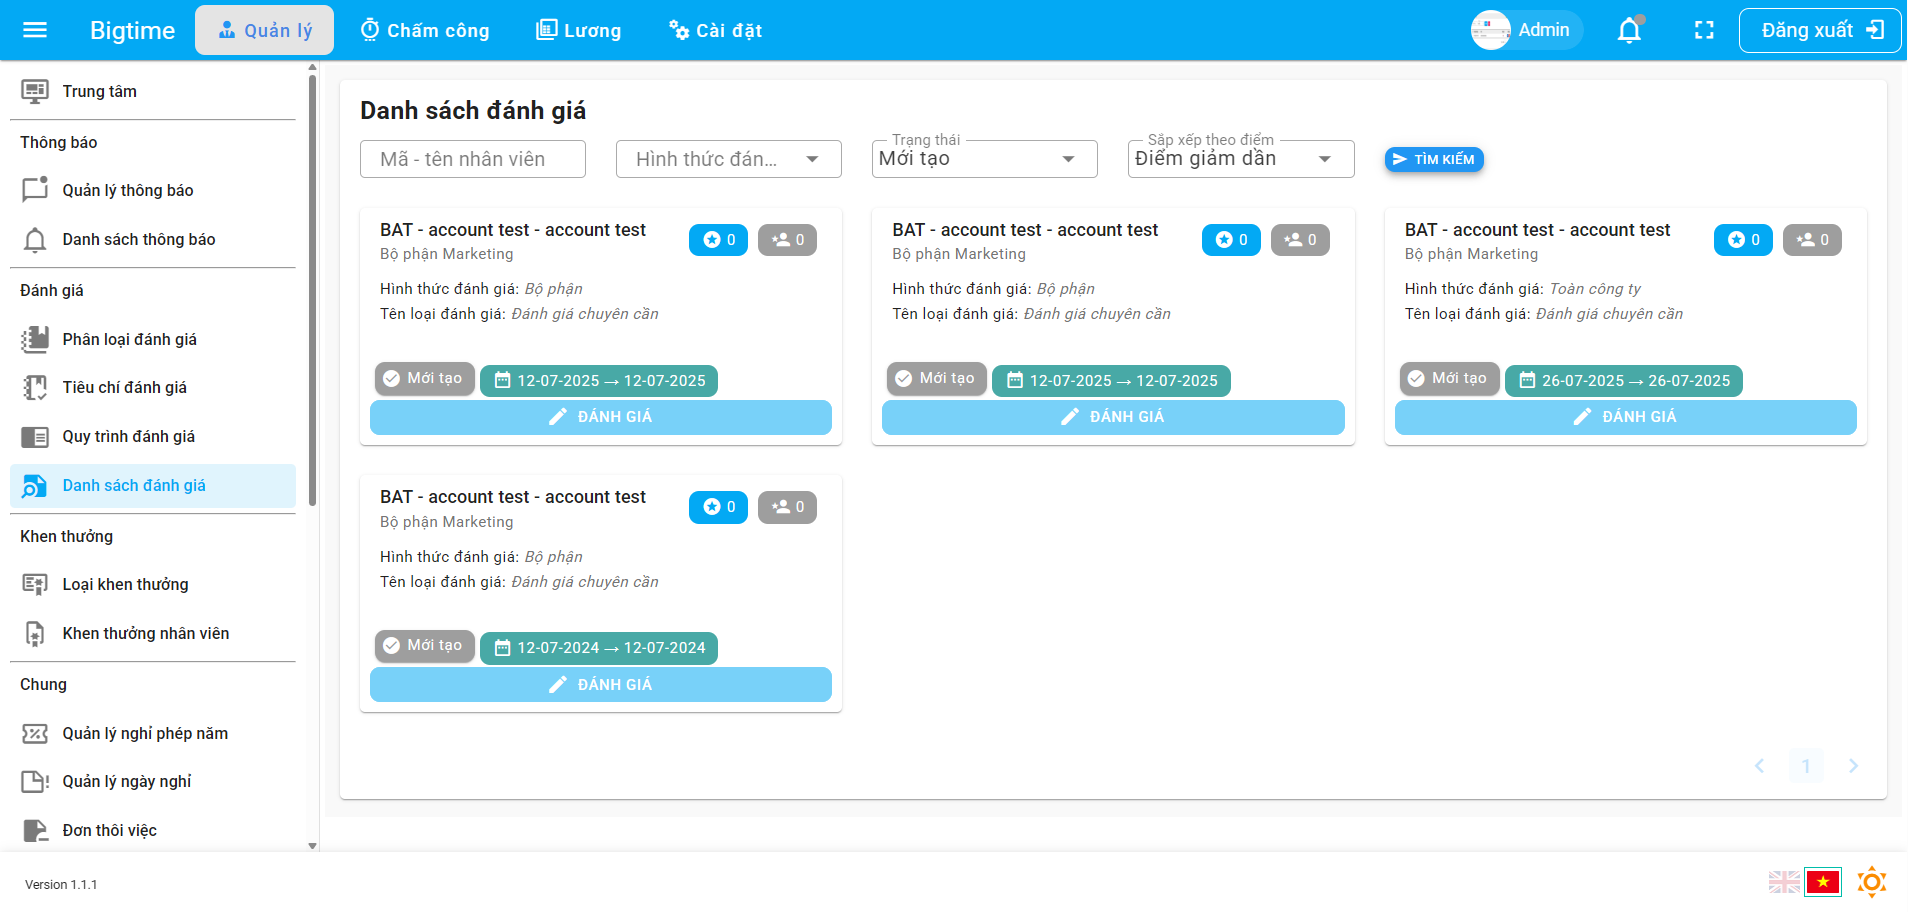 Bigtime
Quản lý
Chấm công
Lương
Cài đặt
Admin
Đăng xuất
Trung tâm
Thông báo
Quản lý thông báo
Danh sách thông báo
Đánh giá
Phân loại đánh giá
Tiêu chí đánh giá
Quy trình đánh giá
Danh sách đánh giá
Khen thưởng
Loại khen thưởng
Khen thưởng nhân viên
Chung
Quản lý nghỉ phép năm
Quản lý ngày nghỉ
Đơn thôi việc
Danh sách đánh giá
Mã - tên nhân viên
Hình thức đán...
Trạng thái
Mới tạo
Sắp xếp theo điểm
Điểm giảm dần
TÌM KIẾM
BAT - account test - account test
0
0
Bộ phận Marketing
Hình thức đánh giá: Bộ phận
Tên loại đánh giá: Đánh giá chuyên cần
Mới tạo
12-07-2025 → 12-07-2025
ĐÁNH GIÁ
BAT - account test - account test
0
0
Bộ phận Marketing
Hình thức đánh giá: Bộ phận
Tên loại đánh giá: Đánh giá chuyên cần
Mới tạo
12-07-2025 → 12-07-2025
ĐÁNH GIÁ
BAT - account test - account test
0
0
Bộ phận Marketing
Hình thức đánh giá: Toàn công ty
Tên loại đánh giá: Đánh giá chuyên cần
Mới tạo
26-07-2025 → 26-07-2025
ĐÁNH GIÁ
BAT - account test - account test
0
0
Bộ phận Marketing
Hình thức đánh giá: Bộ phận
Tên loại đánh giá: Đánh giá chuyên cần
Mới tạo
12-07-2024 → 12-07-2024
ĐÁNH GIÁ
1
Version 1.1.1